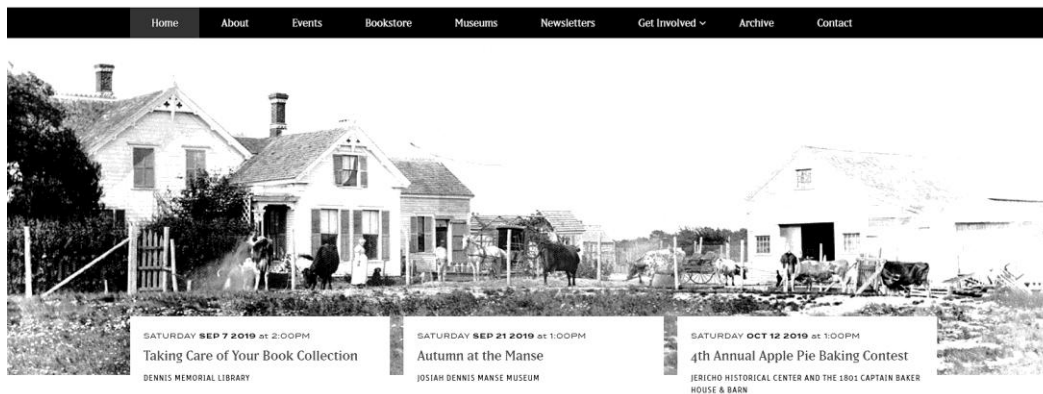 Home About Events Bookstore Museums Newsletters Get Involved Archive Contact
SATURDAY SEP 7 2019 at 2:00PM
Taking Care of Your Book Collection
DENNIS MEMORIAL LIBRARY
SATURDAY SEP 21 2019 at 1:00PM
Autumn at the Manse
JOSIAH DENNIS MANSE MUSEUM
SATURDAY OCT 12 2019 at 1:00PM
4th Annual Apple Pie Baking Contest
JERICHO HISTORICAL CENTER AND THE 1801 CAPTAIN BAKER
HOUSE & BARN